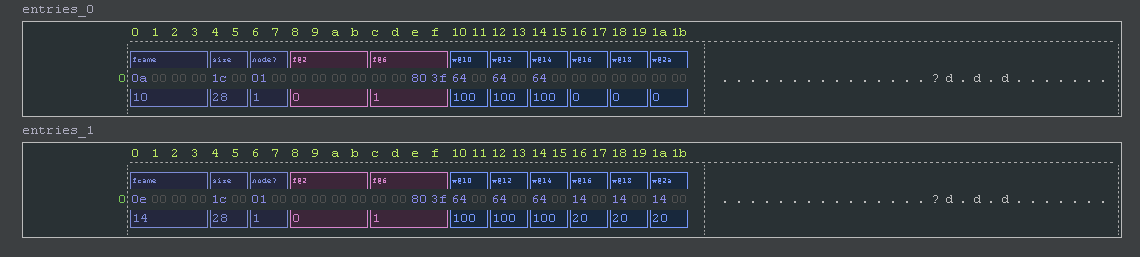 entries_0
0 1 2 3 4 5 6 7 8 9 a b c d e f 10 11 12 13 14 15 16 17 18 19 1a 1b
frame size node? f@2 f@6 w@10 w@12 w@14 w@16 w@18 w@2a
0 0a 00 00 00 1c 00 01 00 00 00 00 00 00 00 80 3f 64 00 64 00 64 00 00 00 00 00 00 00 . . . . . . . . . . . . . . . ? d . d . d . . . . . . .
10 28 1 0 1 100 100 100 0 0 0
entries_1
0 1 2 3 4 5 6 7 8 9 a b c d e f 10 11 12 13 14 15 16 17 18 19 1a 1b
frame size node? f@2 f@6 w@10 w@12 w@14 w@16 w@18 w@2a
0 0e 00 00 00 1c 00 01 00 00 00 00 00 00 00 80 3f 64 00 64 00 64 00 14 00 14 00 14 00 . . . . . . . . . . . . . . . ? d . d . d . . . . . . .
14 28 1 0 1 100 100 100 20 20 20